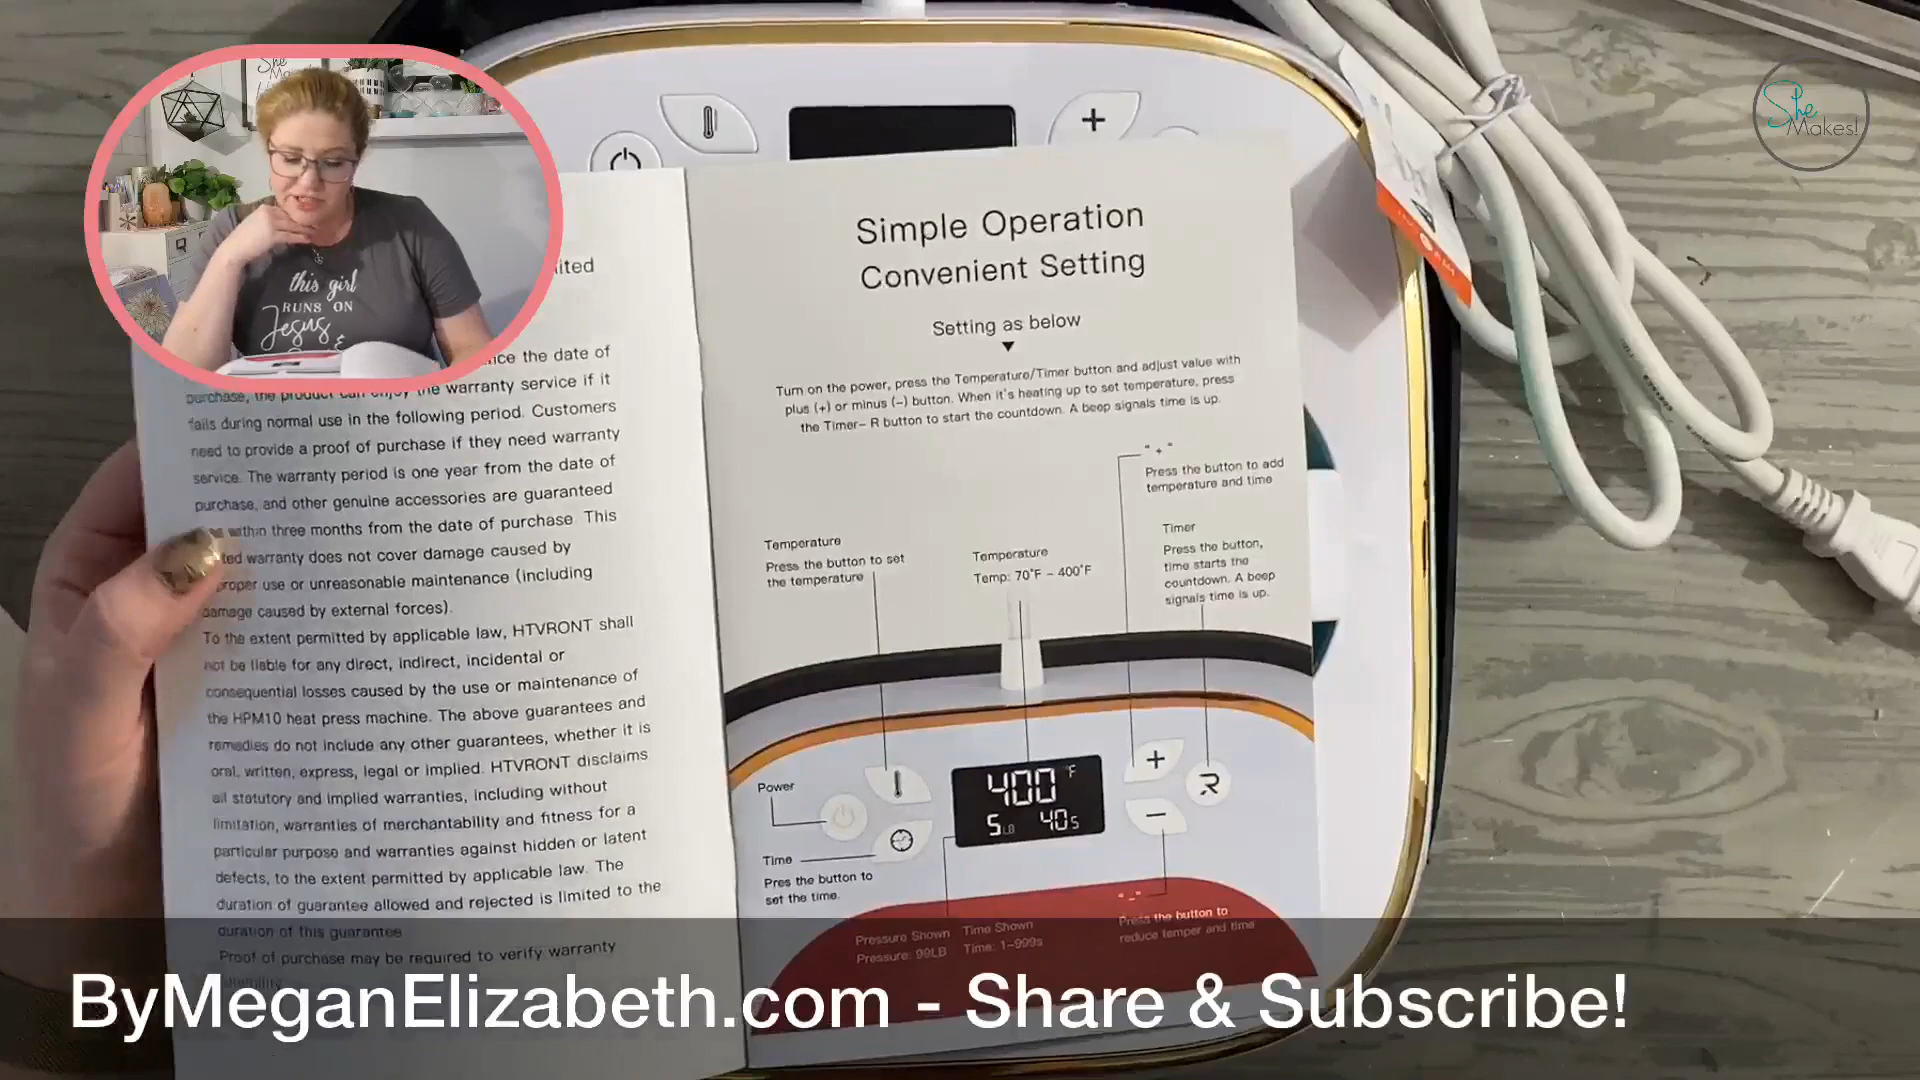 She
Makes!
this girl
RUNS ON
Jesus
&
ited
the date of
purchase, the product can enjoy the warranty service if it
fails during normal use in the following period. Customers
need to provide a proof of purchase if they need warranty
service. The warranty period is one year from the date of
purchase, and other genuine accessories are guaranteed
within three months from the date of purchase This
ted warranty does not cover damage caused by
proper use or unreasonable maintenance (including
damage caused by external forces).
To the extent permitted by applicable law, HTVRONT shall
not be liable for any direct, indirect, incidental or
consequential losses caused by the use or maintenance of
the HPM10 heat press machine. The above guarantees and
remedies do not include any other guarantees, whether it is
oral, written, express, legal or implied. HTVRONT disclaims
all statutory and implied warranties, including without
limitation, warranties of merchantability and fitness for a
particular purpose and warranties against hidden or latent
defects, to the extent permitted by applicable law. The
duration of guarantee allowed and rejected is limited to the
duration of this guarantee
Proof of purchase may be required to verify warranty
Simple Operation
Convenient Setting
Setting as below
Turn on the power, press the Temperature/Timer button and adjust value with
plus (+) or minus (-) button. When it's heating up to set temperature, press
the Timer- R button to start the countdown. A beep signals time is up.
"+"
Press the button to add
temperature and time
Temperature
Press the button to set
the temperature
Temperature
Temp: 70°F - 400°F
Timer
Press the button,
time starts the
countdown. A beep
signals time is up.
Power
400 °F
5LB 40S
+
R
-
Time
Pres the button to
set the time.
Pressure Shown
Pressure: 99LB
Time Shown
Time: 1-999s
"-"
Press the button to
reduce temper and time
ByMeganElizabeth.com - Share & Subscribe!